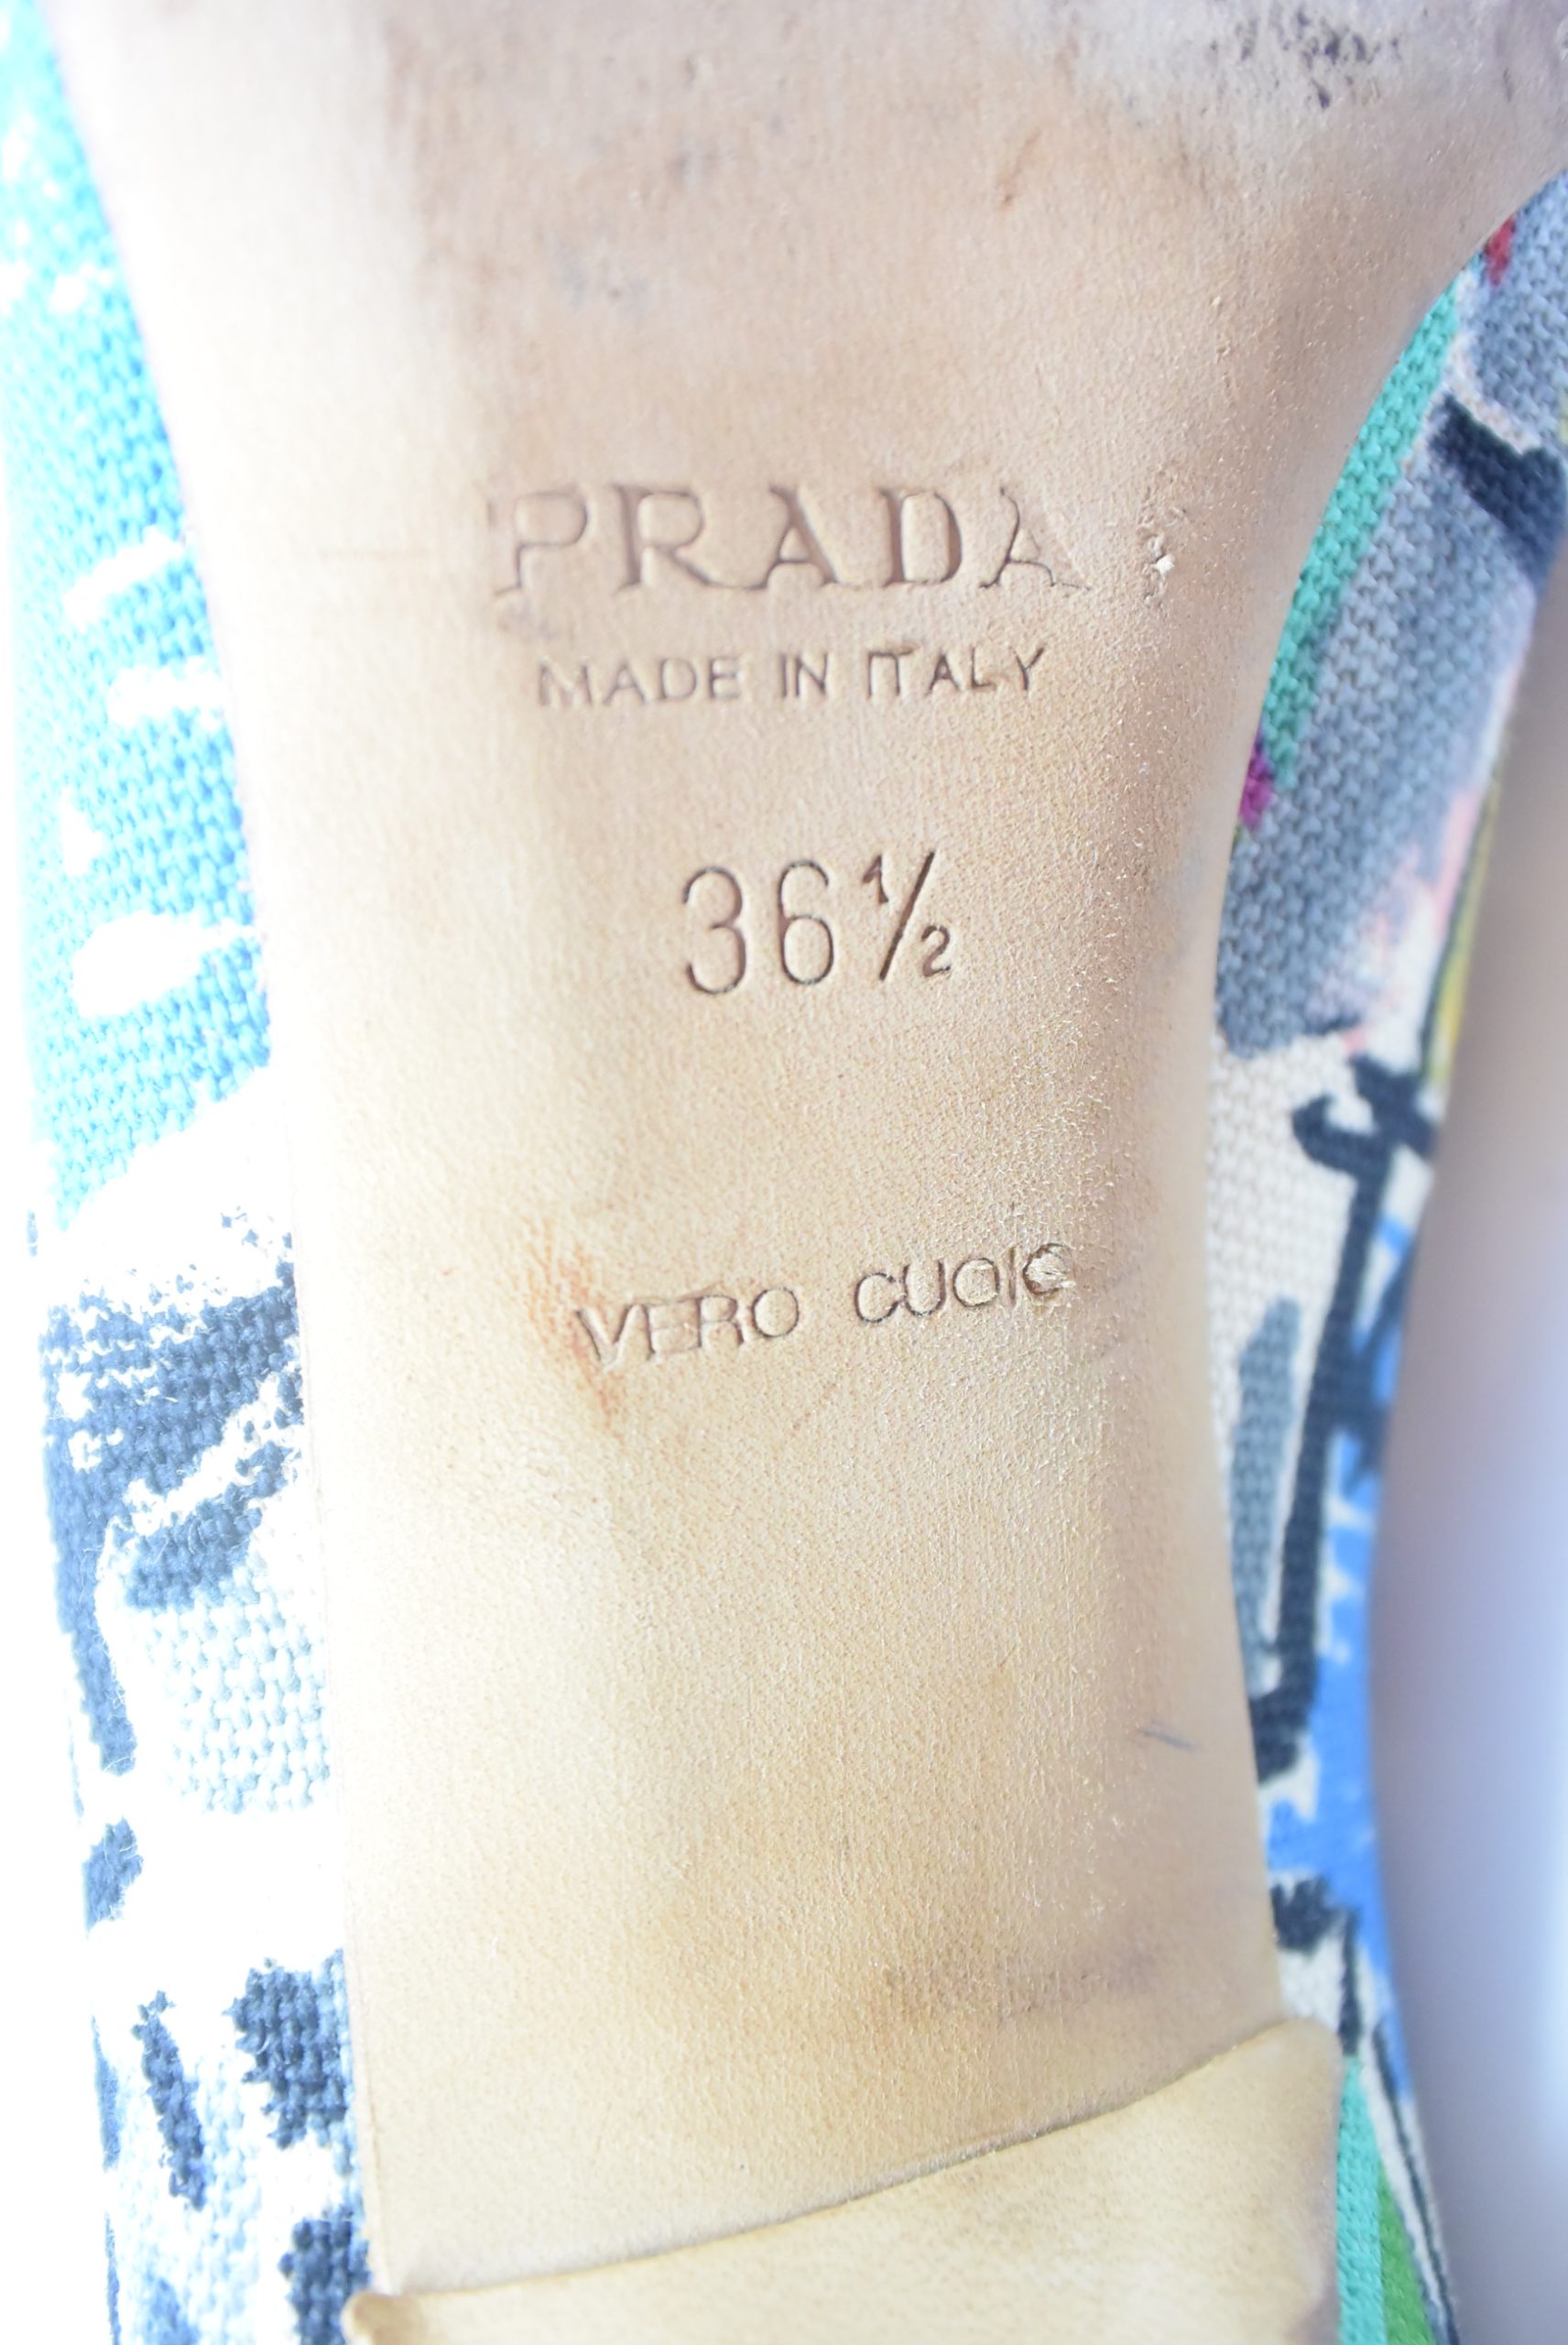 PRADA
MADE IN ITALY
36½
VERO CUOIO